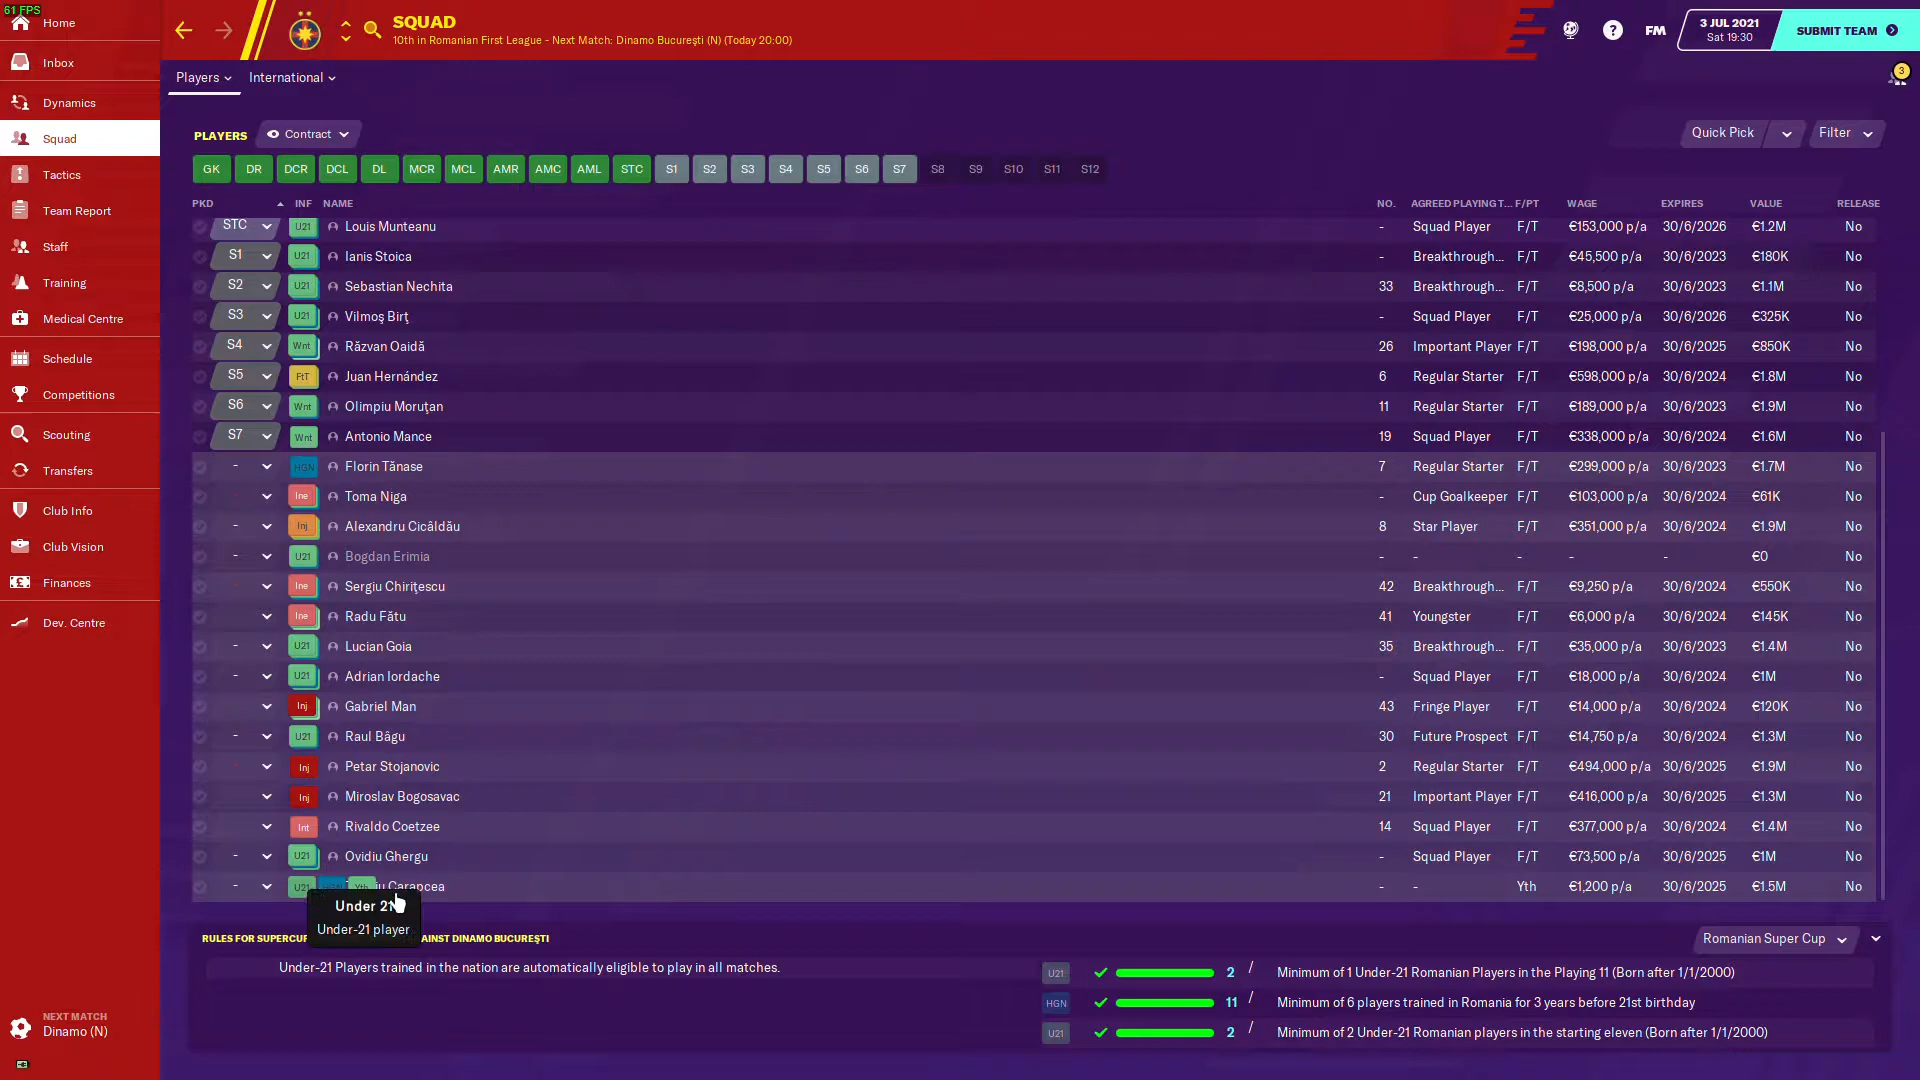 61 FPS
Home
Inbox
Dynamics
Squad
Tactics
Team Report
Staff
Training
Medical Centre
Schedule
Competitions
Scouting
Transfers
Club Info
Club Vision
Finances
Dev. Centre
NEXT MATCH
Dinamo (N)
SQUAD
10th in Romanian First League - Next Match: Dinamo Bucureşti (N) (Today 20:00)
? FM
3 JUL 2021
Sat 19:30
SUBMIT TEAM
3
Players International
PLAYERS Contract Quick Pick Filter
GK DR DCR DCL DL MCR MCL AMR AMC AML STC S1 S2 S3 S4 S5 S6 S7 S8 S9 S10 S11 S12
PKD INF NAME NO. AGREED PLAYING T... F/PT WAGE EXPIRES VALUE RELEASE
STC U21 Louis Munteanu - Squad Player F/T €153,000 p/a 30/6/2026 €1.2M No
S1 U21 Ianis Stoica - Breakthrough... F/T €45,500 p/a 30/6/2023 €180K No
S2 U21 Sebastian Nechita 33 Breakthrough... F/T €8,500 p/a 30/6/2023 €1.1M No
S3 U21 Vilmoş Birţ - Squad Player F/T €25,000 p/a 30/6/2026 €325K No
S4 Wnt Răzvan Oaidă 26 Important Player F/T €198,000 p/a 30/6/2025 €850K No
S5 FtT Juan Hernández 6 Regular Starter F/T €598,000 p/a 30/6/2024 €1.8M No
S6 Wnt Olimpiu Moruţan 11 Regular Starter F/T €189,000 p/a 30/6/2023 €1.9M No
S7 Wnt Antonio Mance 19 Squad Player F/T €338,000 p/a 30/6/2024 €1.6M No
- HGN Florin Tănase 7 Regular Starter F/T €299,000 p/a 30/6/2023 €1.7M No
Ine Toma Niga - Cup Goalkeeper F/T €103,000 p/a 30/6/2024 €61K No
- Inj Alexandru Cicâldău 8 Star Player F/T €351,000 p/a 30/6/2024 €1.9M No
- U21 Bogdan Erimia - - - - - €0 No
Ine Sergiu Chiriţescu 42 Breakthrough... F/T €9,250 p/a 30/6/2024 €550K No
Ine Radu Fătu 41 Youngster F/T €6,000 p/a 30/6/2024 €145K No
- U21 Lucian Goia 35 Breakthrough... F/T €35,000 p/a 30/6/2023 €1.4M No
- U21 Adrian Iordache - Squad Player F/T €18,000 p/a 30/6/2024 €1M No
Inj Gabriel Man 43 Fringe Player F/T €14,000 p/a 30/6/2024 €120K No
- U21 Raul Băgu 30 Future Prospect F/T €14,750 p/a 30/6/2024 €1.3M No
Inj Petar Stojanovic 2 Regular Starter F/T €494,000 p/a 30/6/2025 €1.9M No
Inj Miroslav Bogosavac 21 Important Player F/T €416,000 p/a 30/6/2025 €1.3M No
Int Rivaldo Coetzee 14 Squad Player F/T €377,000 p/a 30/6/2024 €1.4M No
- U21 Ovidiu Ghergu - Squad Player F/T €73,500 p/a 30/6/2025 €1M No
- U21 HGN Yth Carapcea - - Yth €1,200 p/a 30/6/2025 €1.5M No
Under 21
Under-21 player
RULES FOR SUPERCUP AINST DINAMO BUCUREŞTI
Romanian Super Cup
Under-21 Players trained in the nation are automatically eligible to play in all matches.
U21 2 / Minimum of 1 Under-21 Romanian Players in the Playing 11 (Born after 1/1/2000)
HGN 11 / Minimum of 6 players trained in Romania for 3 years before 21st birthday
U21 2 / Minimum of 2 Under-21 Romanian players in the starting eleven (Born after 1/1/2000)